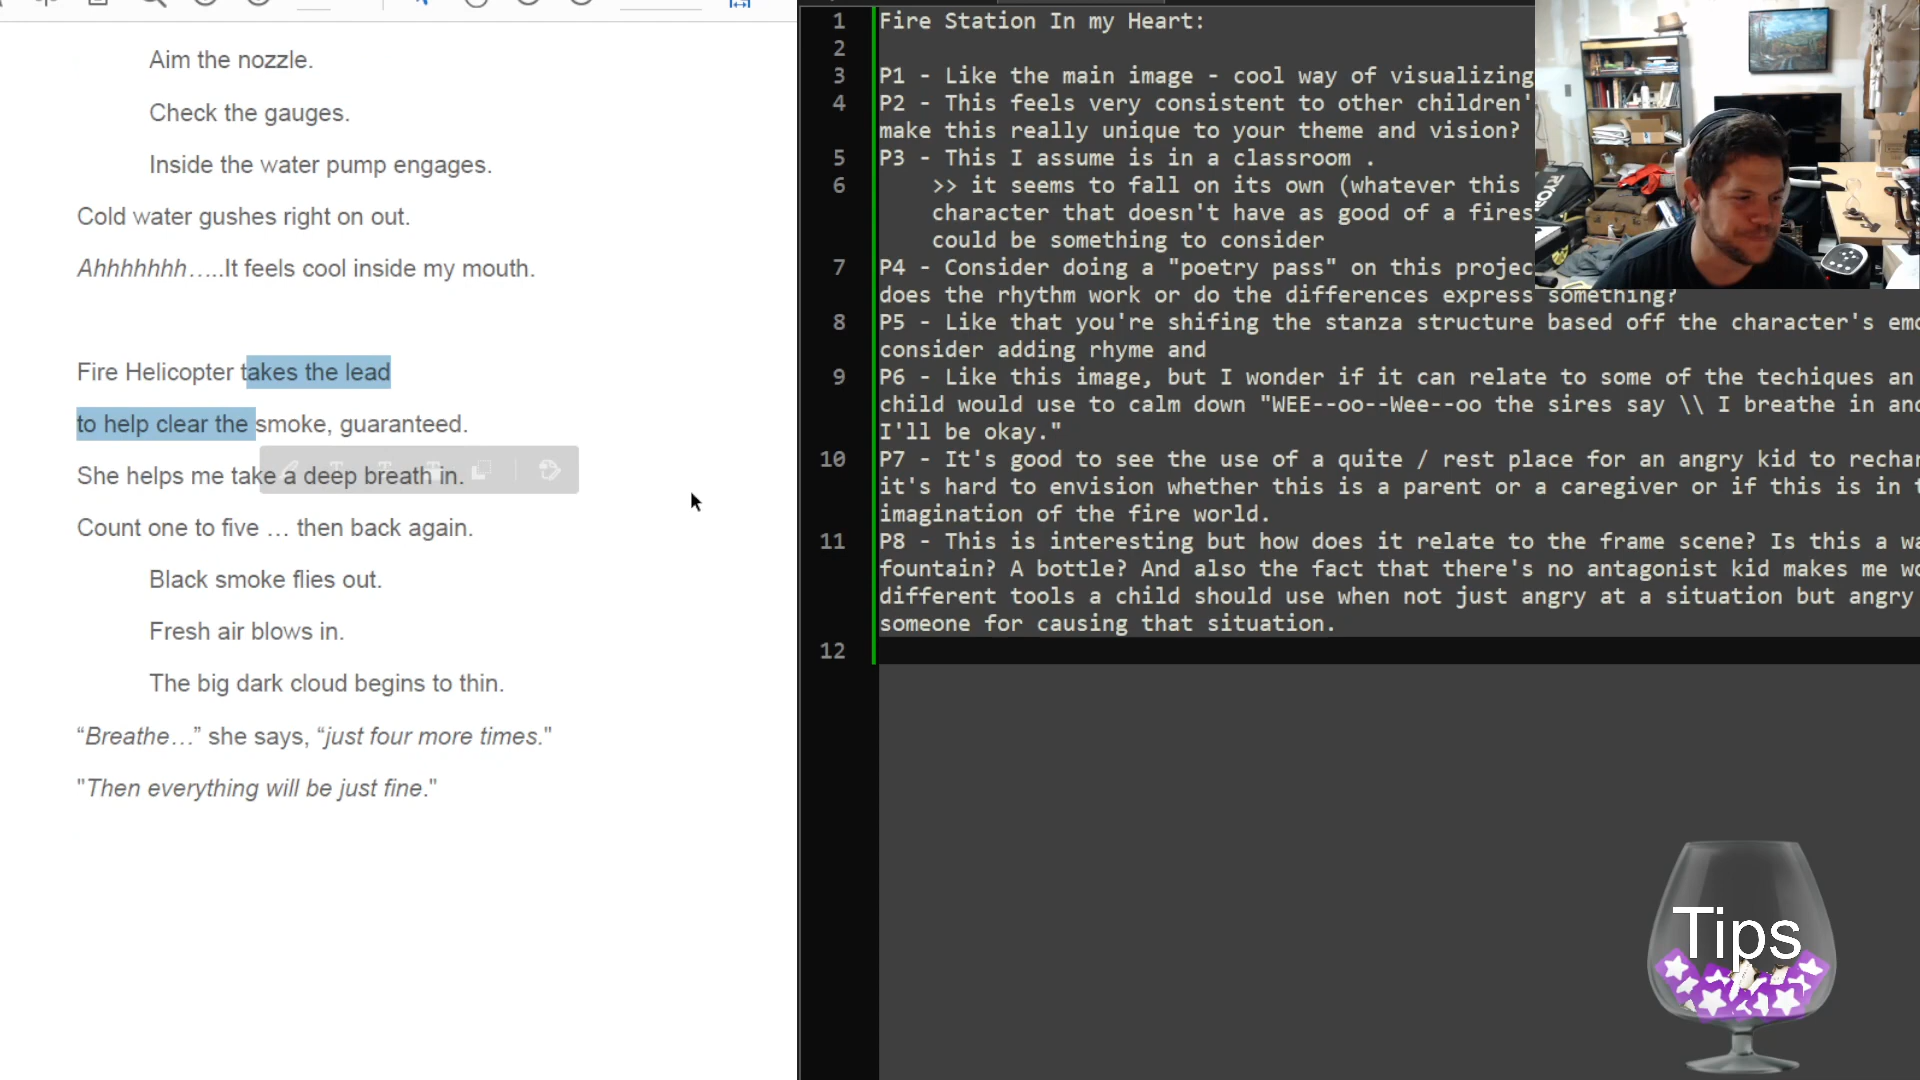 Aim the nozzle.
Check the gauges.
Inside the water pump engages.
Cold water gushes right on out.
Ahhhhhhh…..It feels cool inside my mouth.
Fire Helicopter takes the lead
to help clear the smoke, guaranteed.
She helps me take a deep breath in.
Count one to five … then back again.
Black smoke flies out.
Fresh air blows in.
The big dark cloud begins to thin.
“Breathe…” she says, “just four more times."
"Then everything will be just fine."
1 Fire Station In my Heart:
2
3 P1 - Like the main image - cool way of visualizing
4 P2 - This feels very consistent to other children'
make this really unique to your theme and vision?
5 P3 - This I assume is in a classroom .
6 >> it seems to fall on its own (whatever this
character that doesn't have as good of a fires
could be something to consider
7 P4 - Consider doing a "poetry pass" on this projec
does the rhythm work or do the differences express something?
8 P5 - Like that you're shifing the stanza structure based off the character's emo
consider adding rhyme and
9 P6 - Like this image, but I wonder if it can relate to some of the techiques an
child would use to calm down "WEE--oo--Wee--oo the sires say \\ I breathe in and
I'll be okay."
10 P7 - It's good to see the use of a quite / rest place for an angry kid to rechar
it's hard to envision whether this is a parent or a caregiver or if this is in t
imagination of the fire world.
11 P8 - This is interesting but how does it relate to the frame scene? Is this a wa
fountain? A bottle? And also the fact that there's no antagonist kid makes me wo
different tools a child should use when not just angry at a situation but angry
someone for causing that situation.
12
RYOBI
Tips